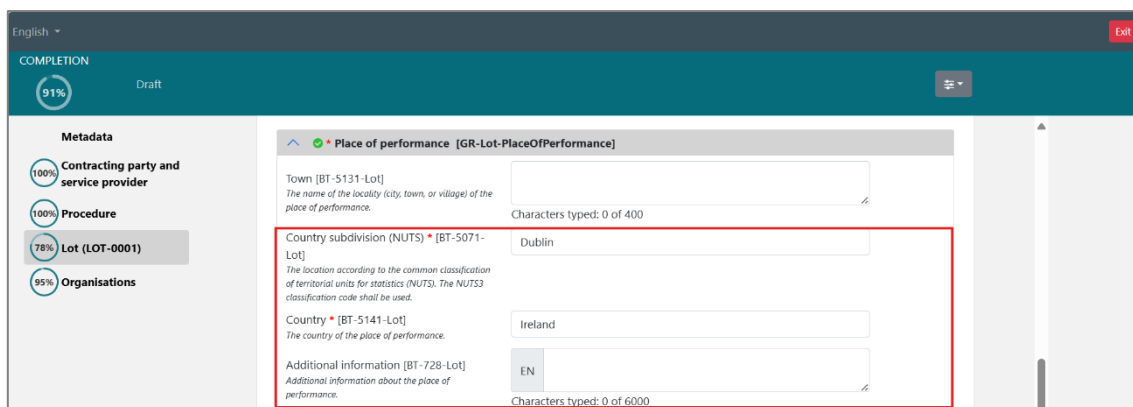 English
Exit
COMPLETION
91%
Draft
Metadata
100% Contracting party and
service provider
100% Procedure
78% Lot (LOT-0001)
95% Organisations
* Place of performance [GR-Lot-PlaceOfPerformance]
Town [BT-5131-Lot]
The name of the locality (city, town, or village) of the
place of performance.
Characters typed: 0 of 400
Country subdivision (NUTS) * [BT-5071-
Lot]
Dublin
The location according to the common classification
of territorial units for statistics (NUTS). The NUTS3
classification code shall be used.
Country * [BT-5141-Lot]
Ireland
The country of the place of performance.
Additional information [BT-728-Lot]
EN
Additional information about the place of
performance.
Characters typed: 0 of 6000